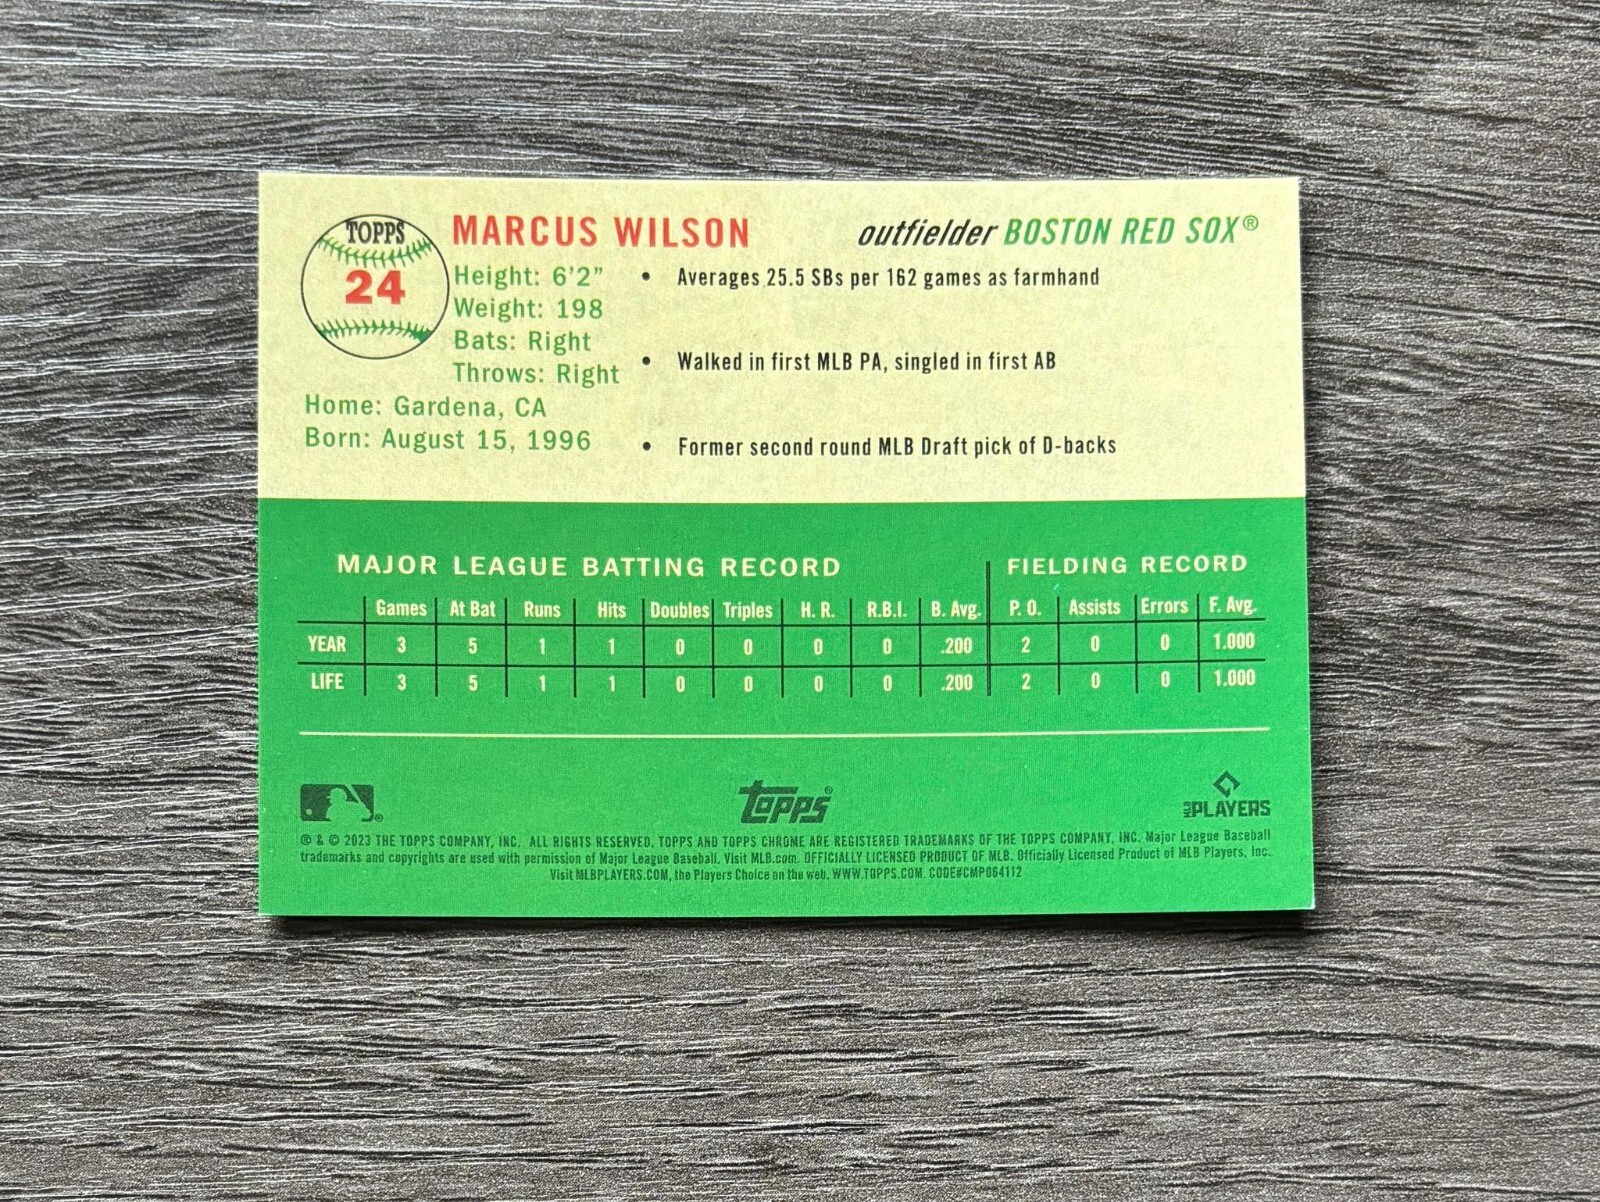 TOPPS
24
MARCUS WILSON
outfielder BOSTON RED SOX®
Height: 6'2"
Weight: 198
Bats: Right
Throws: Right
Home: Gardena, CA
Born: August 15, 1996
• Averages 25.5 SBs per 162 games as farmhand
• Walked in first MLB PA, singled in first AB
• Former second round MLB Draft pick of D-backs
MAJOR LEAGUE BATTING RECORD FIELDING RECORD
Games At Bat Runs Hits Doubles Triples H. R. R.B.I. B. Avg. P. O. Assists Errors F. Avg.
YEAR 3 5 1 1 0 0 0 0 .200 2 0 0 1.000
LIFE 3 5 1 1 0 0 0 0 .200 2 0 0 1.000
®
Topps®
MLB PLAYERS
® & © 2023 THE TOPPS COMPANY, INC. ALL RIGHTS RESERVED. TOPPS AND TOPPS CHROME ARE REGISTERED TRADEMARKS OF THE TOPPS COMPANY, INC. Major League Baseball
trademarks and copyrights are used with permission of Major League Baseball. Visit MLB.com. OFFICIALLY LICENSED PRODUCT OF MLB. Officially Licensed Product of MLB Players, Inc.
Visit MLBPLAYERS.COM, the Players Choice on the web. WWW.TOPPS.COM. CODE#CMP064112